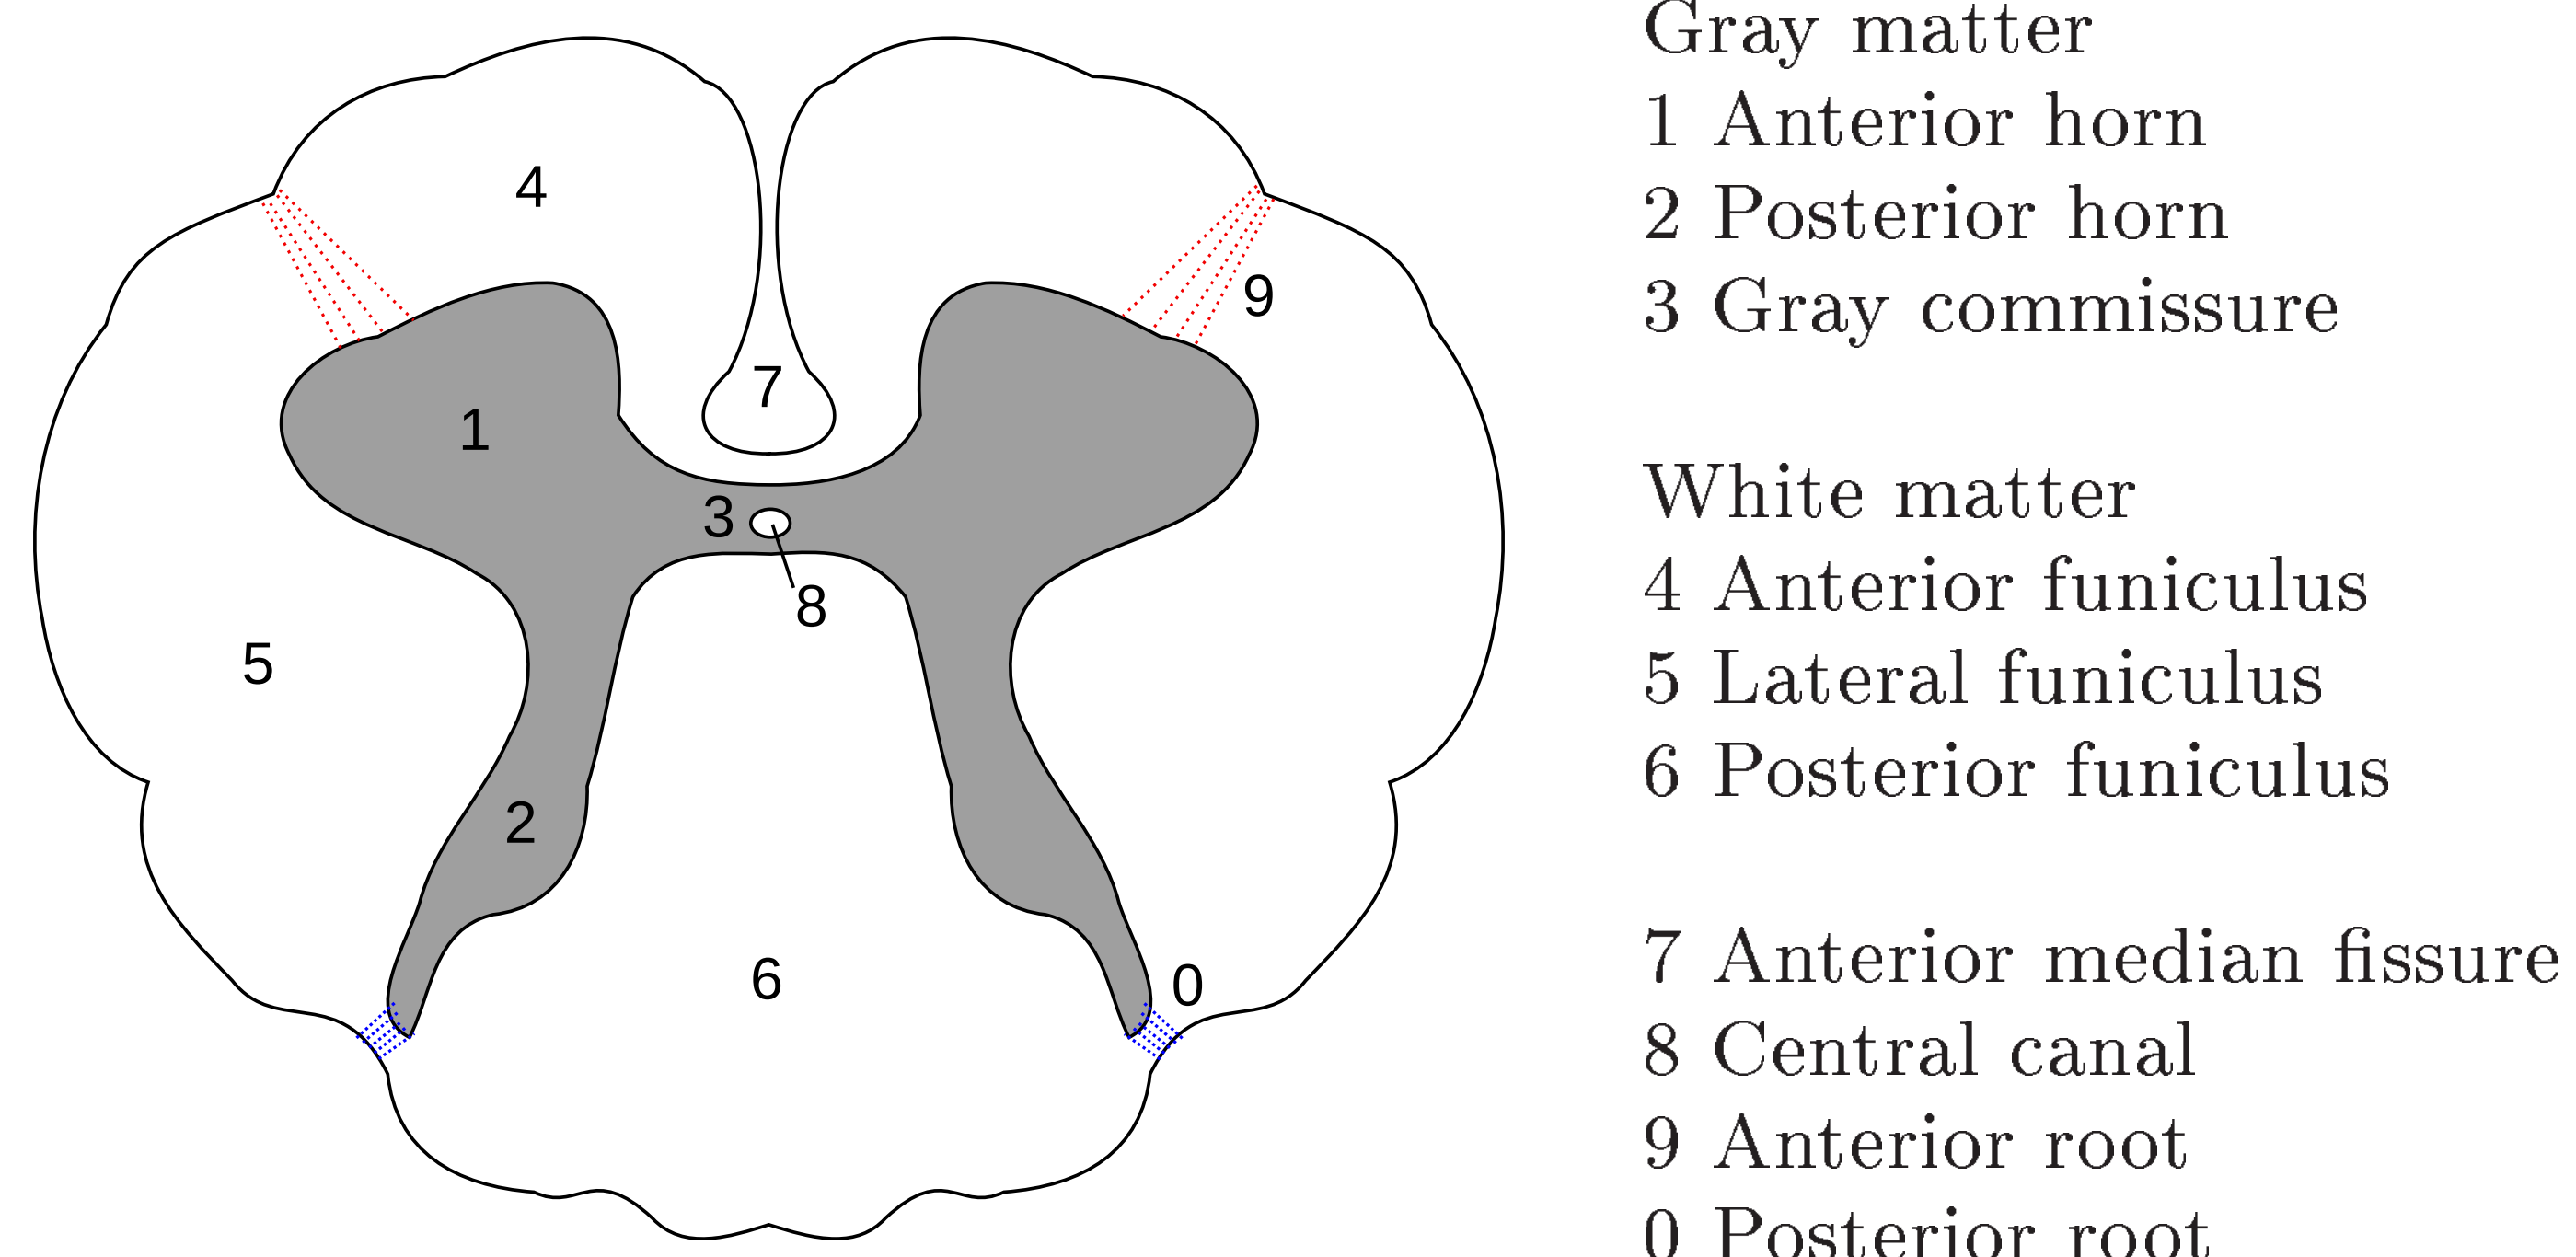 4
9
7
1
3
8
5
2
6
0
Gray matter
1 Anterior horn
2 Posterior horn
3 Gray commissure
White matter
4 Anterior funiculus
5 Lateral funiculus
6 Posterior funiculus
7 Anterior median fissure
8 Central canal
9 Anterior root
0 Posterior root